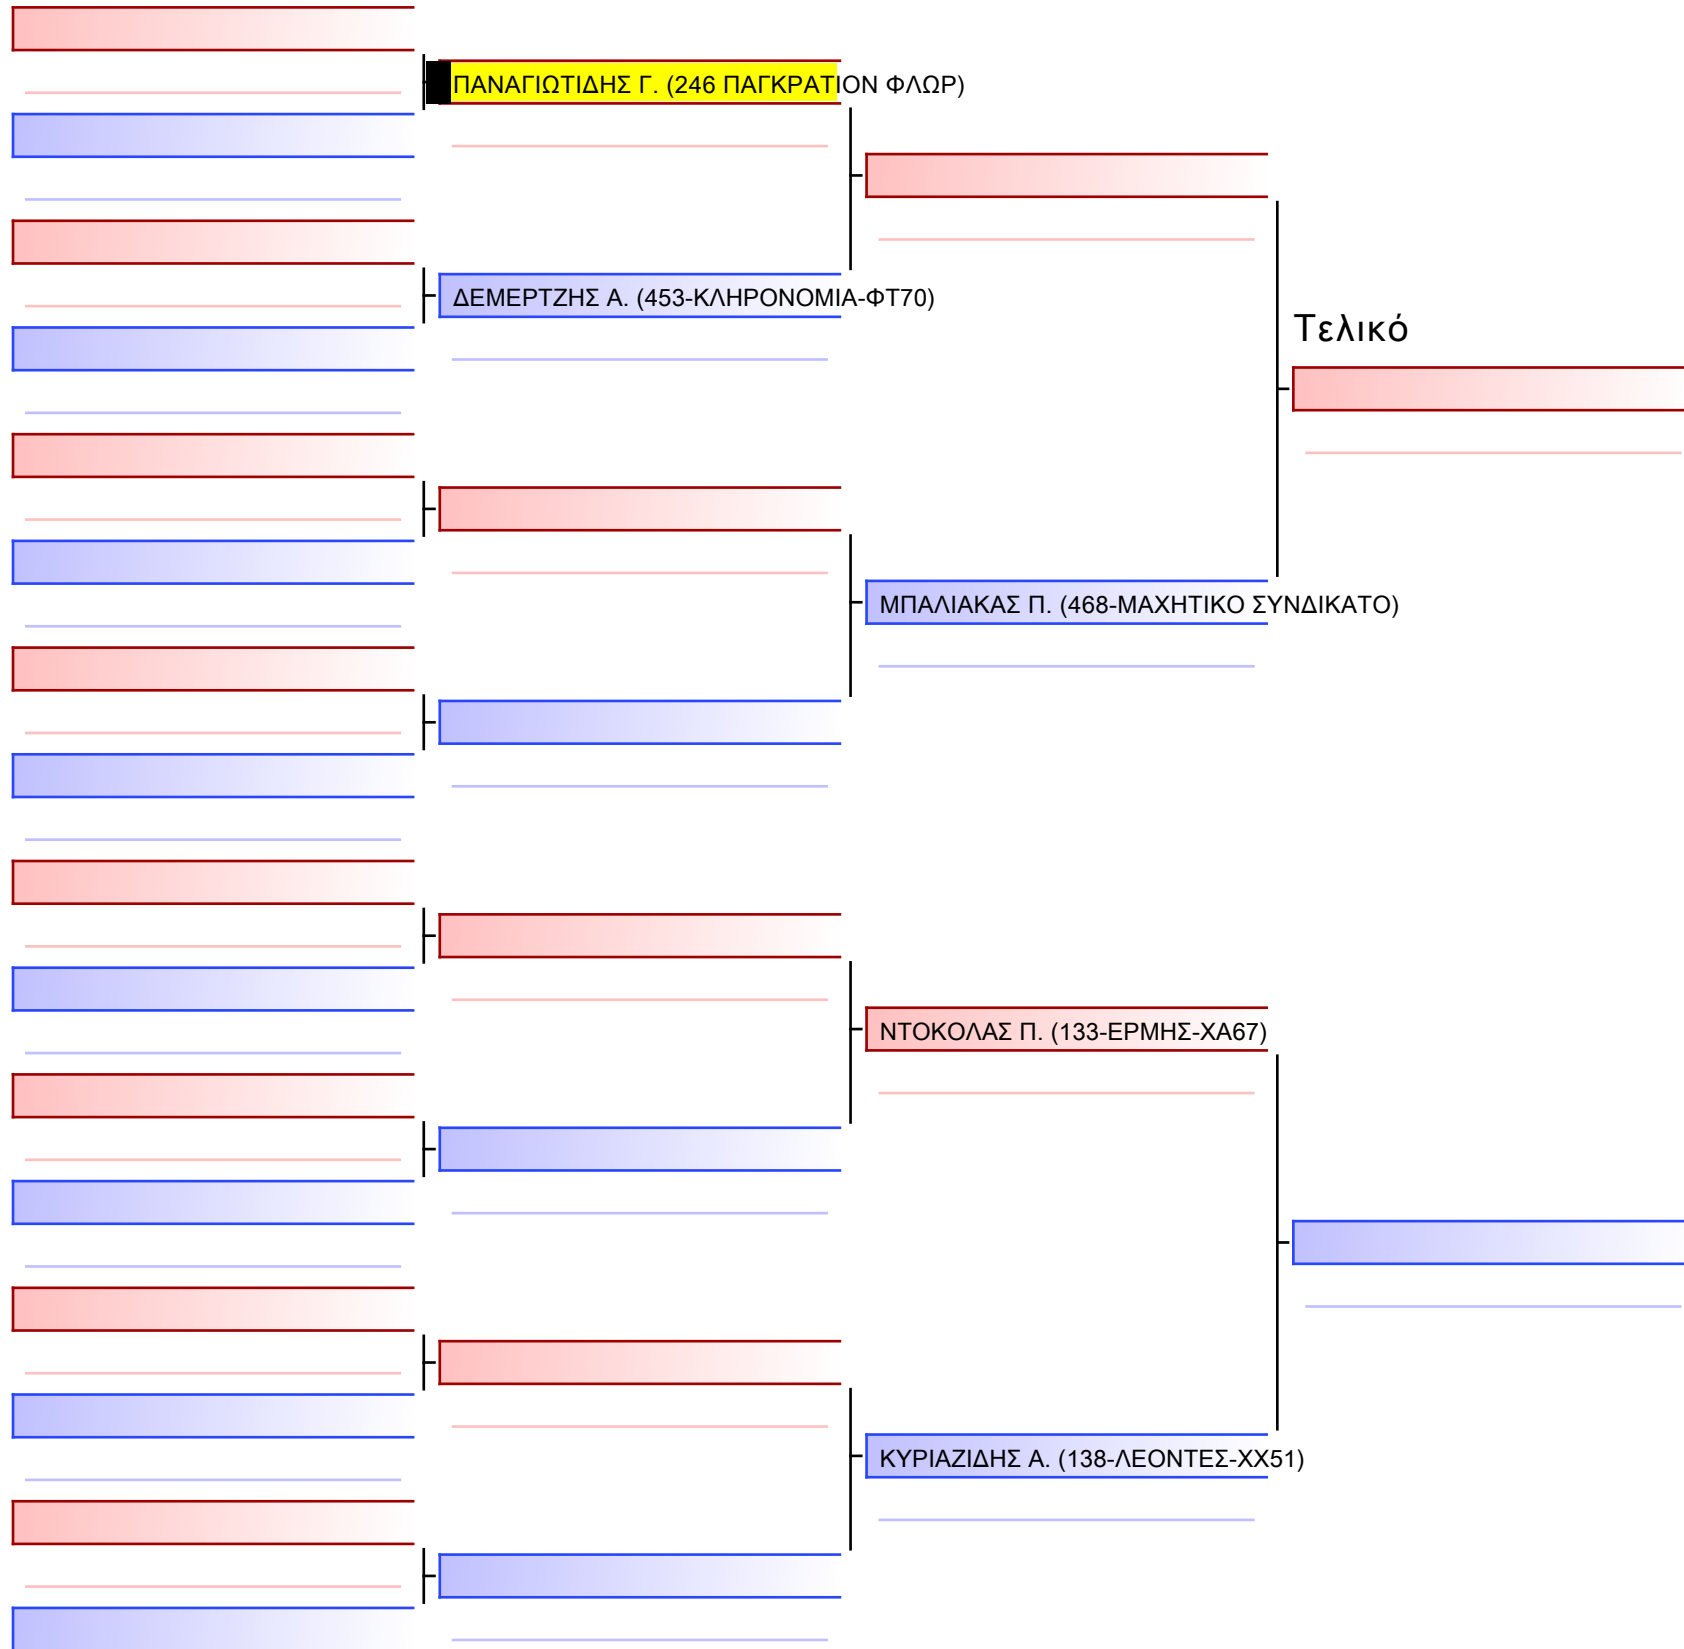 ΠΑΝΑΓΙΩΤΙΔΗΣ Γ. (246 ΠΑΓΚΡΑΤΙΟΝ ΦΛΩΡ)
ΔΕΜΕΡΤΖΗΣ Α. (453-ΚΛΗΡΟΝΟΜΙΑ-ΦΤ70)
Τελικό
ΜΠΑΛΙΑΚΑΣ Π. (468-ΜΑΧΗΤΙΚΟ ΣΥΝΔΙΚΑΤΟ)
ΝΤΟΚΟΛΑΣ Π. (133-ΕΡΜΗΣ-ΧΑ67)
ΚΥΡΙΑΖΙΔΗΣ Α. (138-ΛΕΟΝΤΕΣ-ΧΧ51)